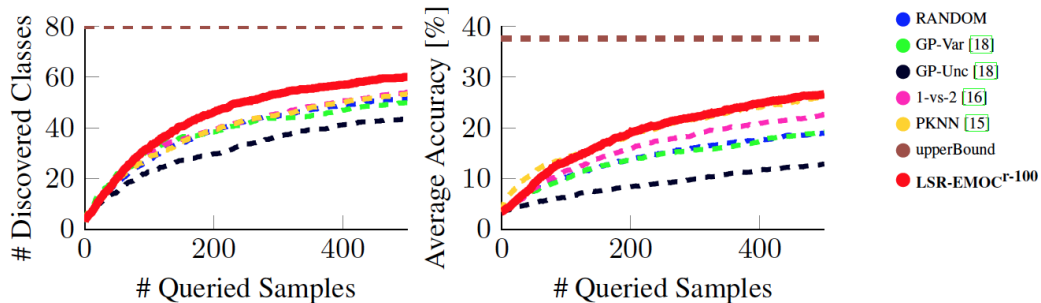 # Discovered Classes
80
60
40
20
0
0
200
400
# Queried Samples
Average Accuracy [%]
40
30
20
10
0
0
200
400
# Queried Samples
RANDOM
GP-Var [18]
GP-Unc [18]
1-vs-2 [16]
PKNN [15]
upperBound
LSR-EMOCr-100